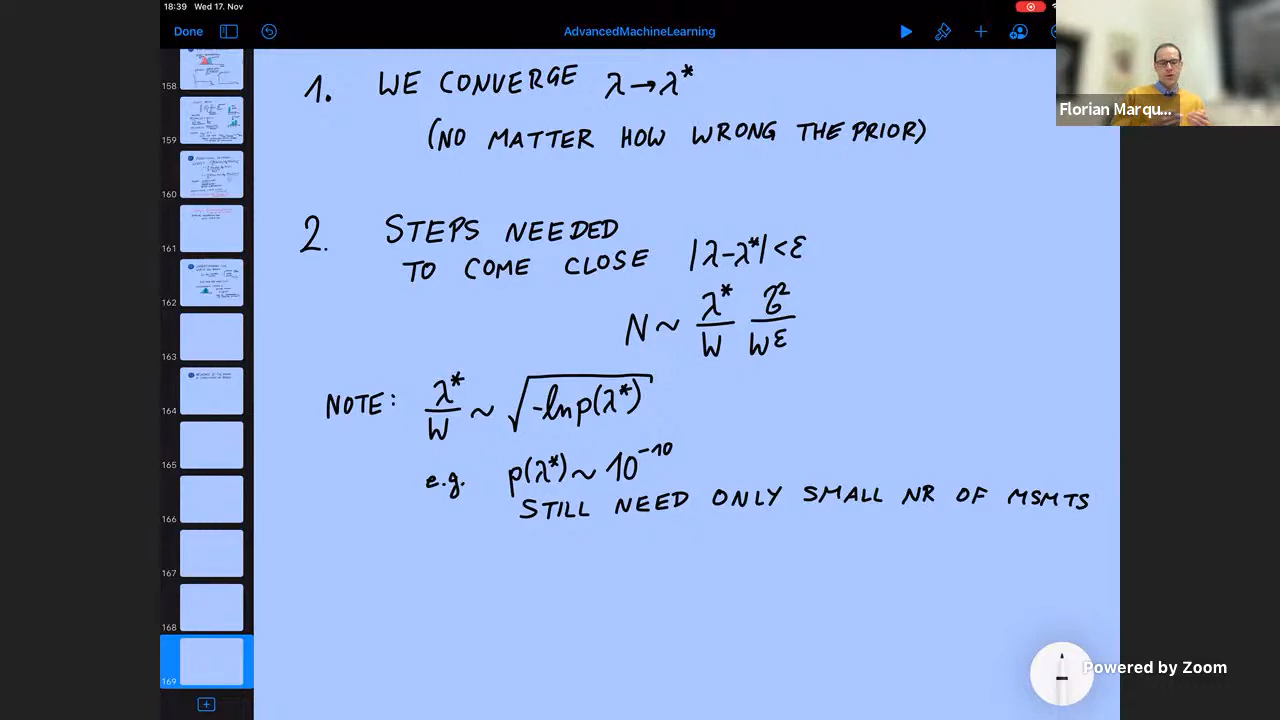 18:39 Wed 17. Nov
Done
AdvancedMachineLearning
Florian Marqu...
158
159
160
161
162
163
164
165
166
167
168
169
1. WE CONVERGE λ→λ*
(NO MATTER HOW WRONG THE PRIOR)
2. STEPS NEEDED
TO COME CLOSE |λ-λ*|<ε
N ~ λ*/W σ²/Wε
NOTE: λ*/W ~ √-ln p(λ*)
e.g. p(λ*) ~ 10⁻¹⁰
STILL NEED ONLY SMALL NR OF MSMTS
Powered by Zoom